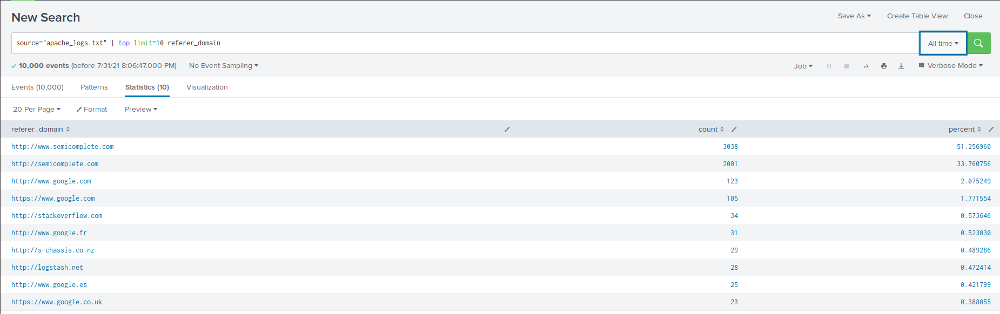 New Search
Save As Create Table View Close
source="apache_logs.txt" | top limit=10 referer_domain
All time
10,000 events (before 7/31/21 8:06:47.000 PM) No Event Sampling
Job Verbose Mode
Events (10,000) Patterns Statistics (10) Visualization
20 Per Page Format Preview
referer_domain count percent
http://www.semicomplete.com 3038 51.256960
http://semicomplete.com 2001 33.760756
http://www.google.com 123 2.075249
https://www.google.com 105 1.771554
http://stackoverflow.com 34 0.573646
http://www.google.fr 31 0.523030
http://s-chassis.co.nz 29 0.489286
http://logstash.net 28 0.472414
http://www.google.es 25 0.421799
https://www.google.co.uk 23 0.388055